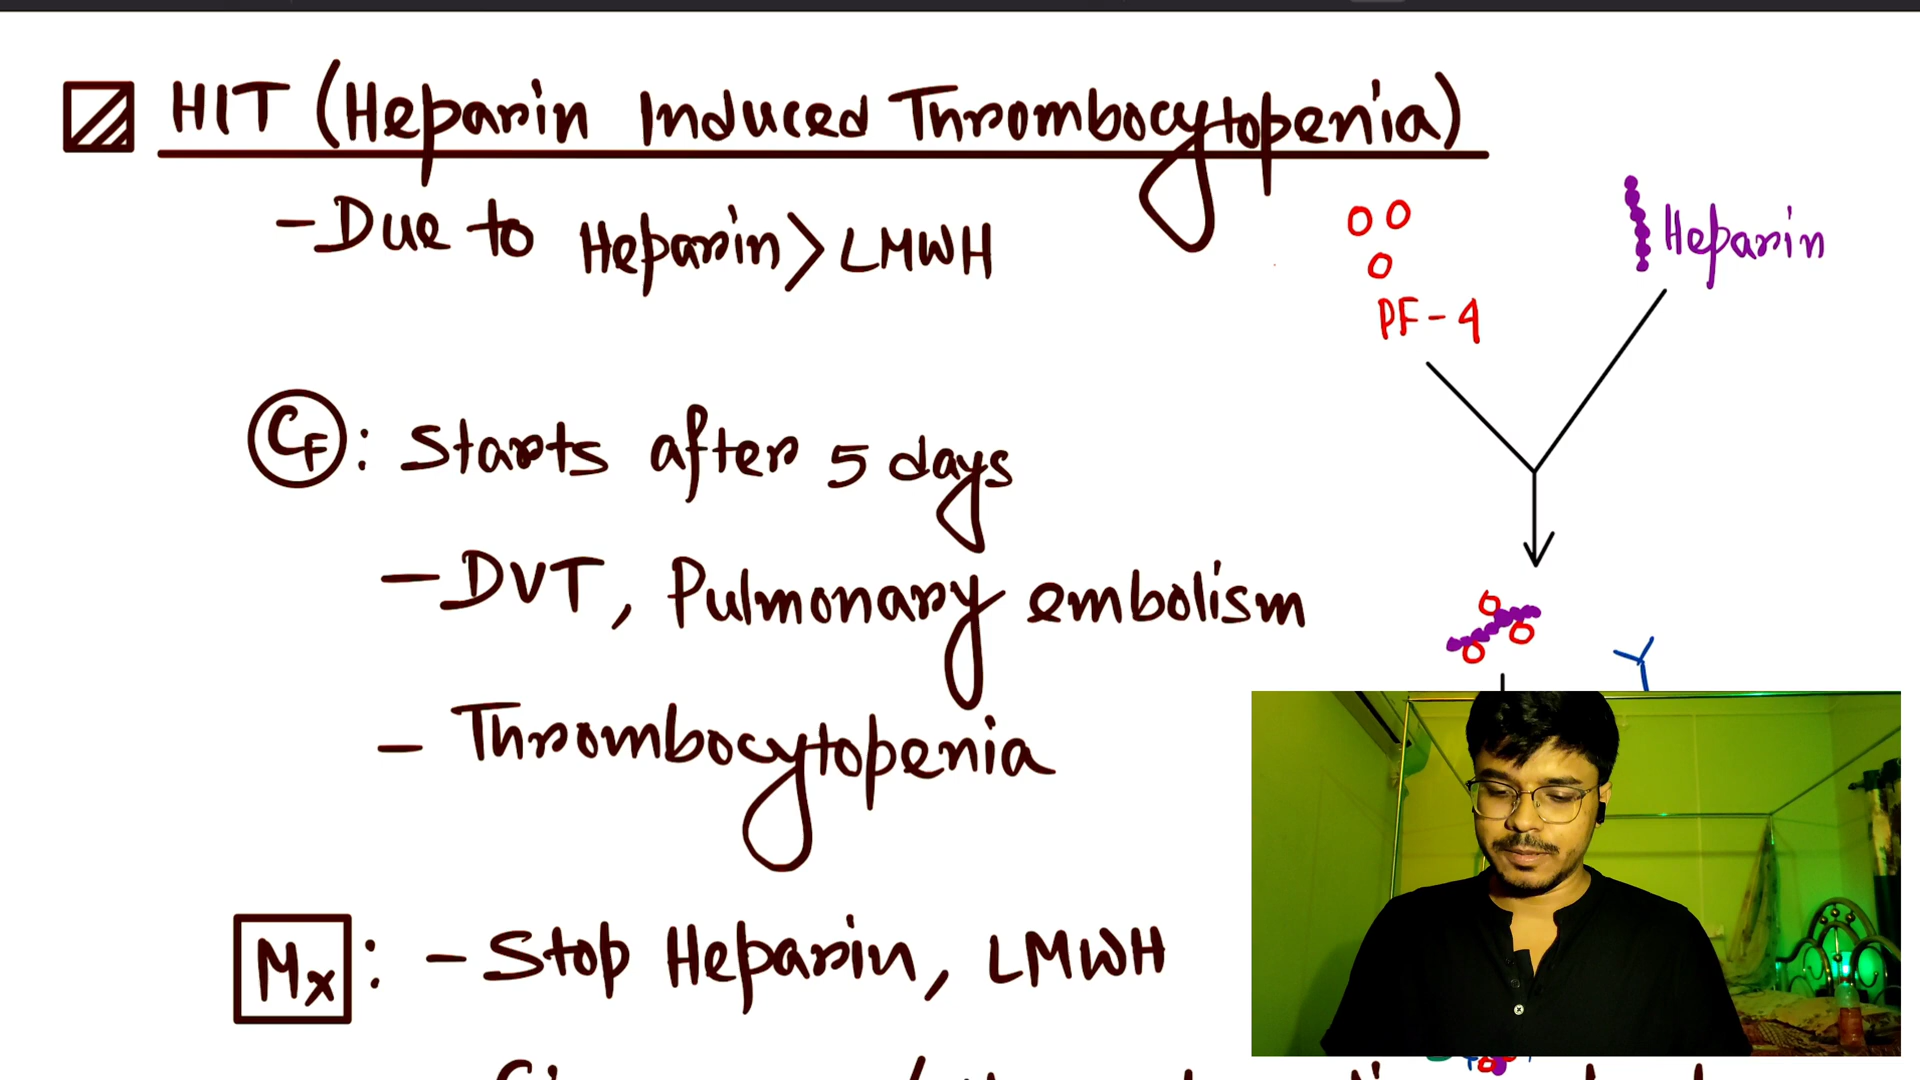 HIT (Heparin Induced Thrombocytopenia)
- Due to Heparin > LMWH
PF-4
Heparin
CF : Starts after 5 days
- DVT, Pulmonary embolism
- Thrombocytopenia
Mx : - Stop Heparin, LMWH